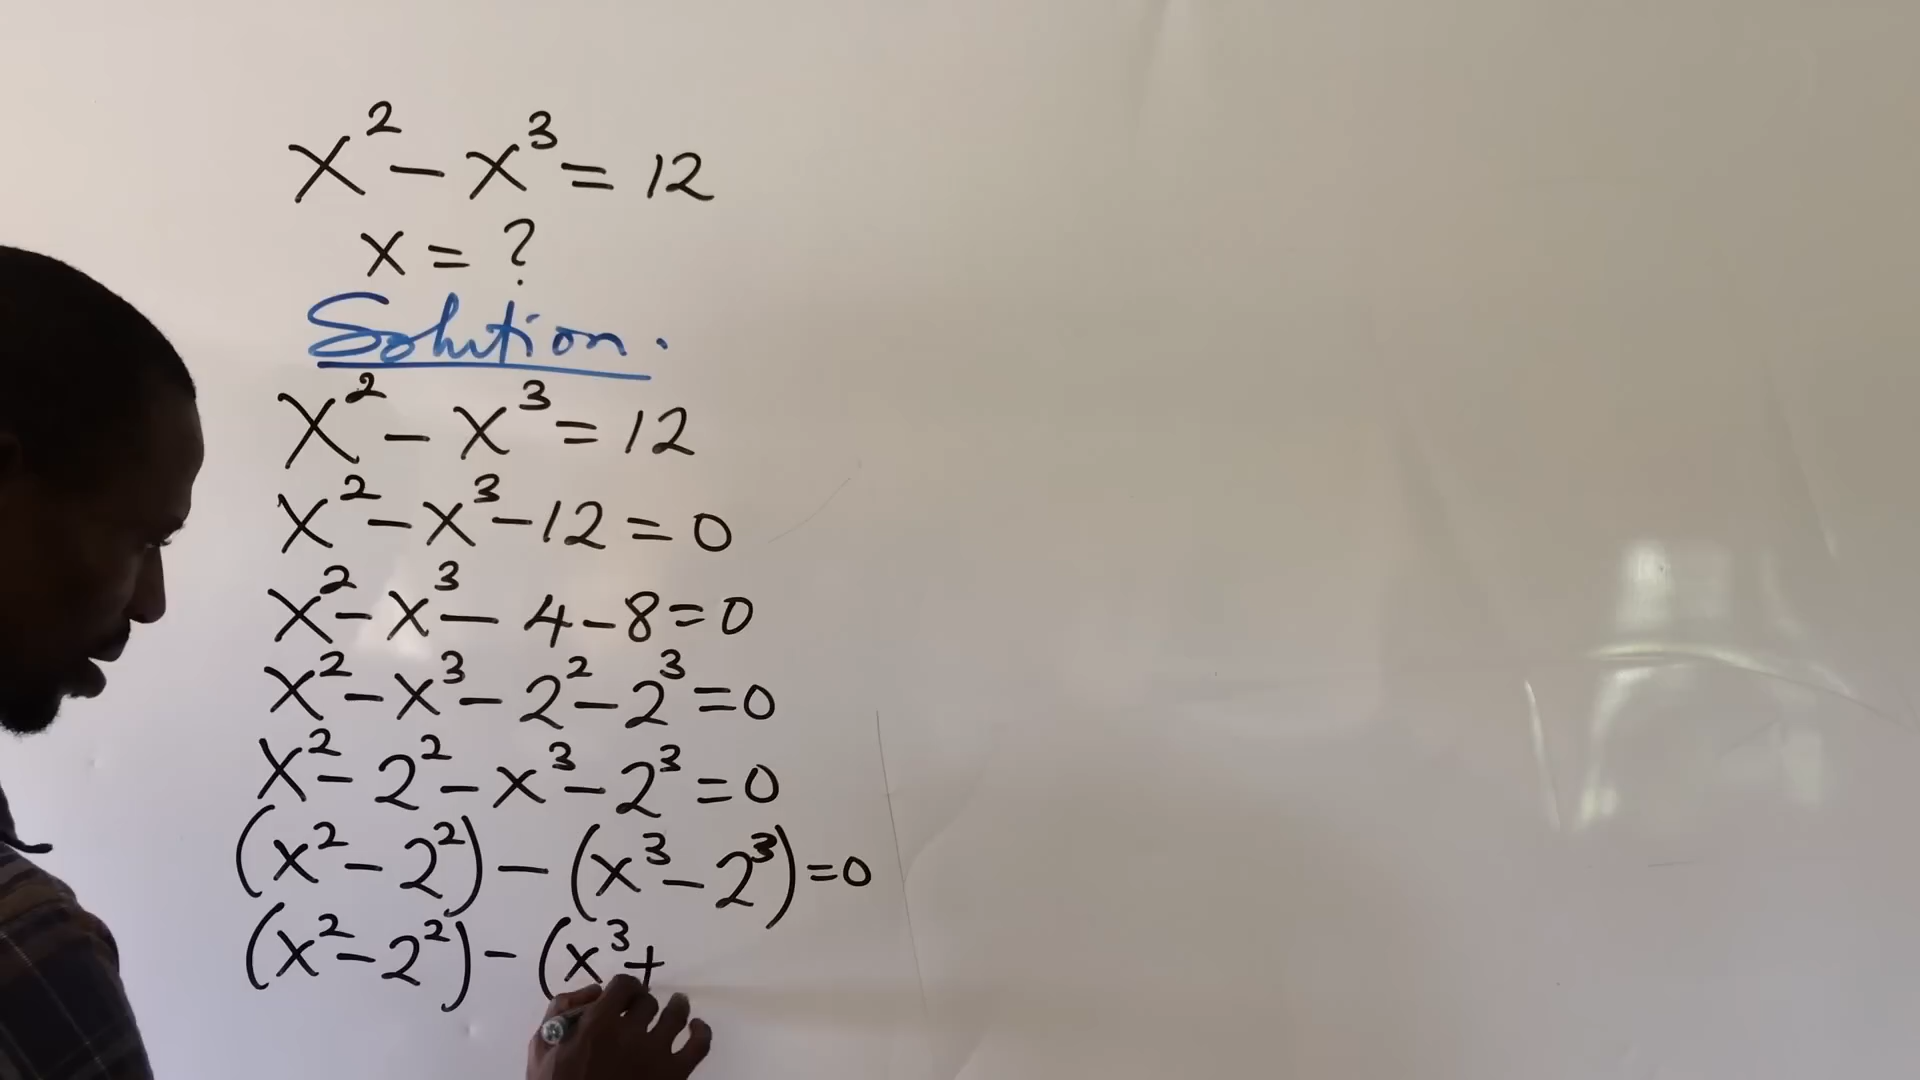 x² - x³ = 12
x = ?
Solution.
x² - x³ = 12
x² - x³ - 12 = 0
x² - x³ - 4 - 8 = 0
x² - x³ - 2² - 2³ = 0
x² - 2² - x³ - 2³ = 0
(x² - 2²) - (x³ - 2³) = 0
(x² - 2²) - (x³ +